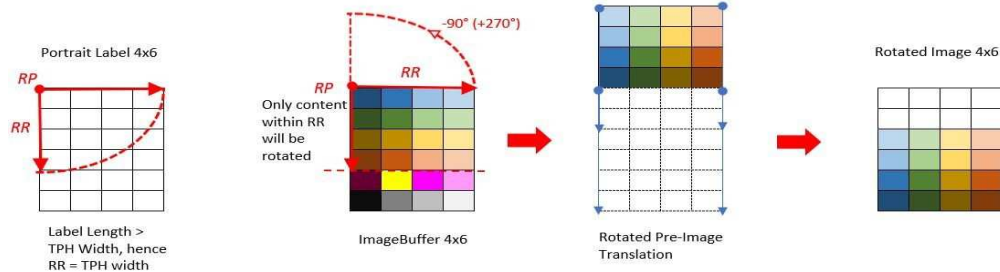 Portrait Label 4x6
RP
RR
Label Length >
TPH Width, hence
RR = TPH width
-90° (+270°)
RR
RP
Only content
within RR
will be
rotated
ImageBuffer 4x6
Rotated Pre-Image
Translation
Rotated Image 4x6